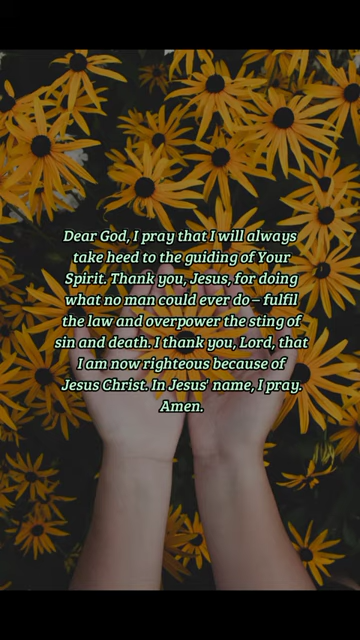 Dear God, I pray that I will always
take heed to the guiding of Your
Spirit. Thank you, Jesus, for doing
what no man could ever do – fulfil
the law and overpower the sting of
sin and death. I thank you, Lord, that
I am now righteous because of
Jesus Christ. In Jesus' name, I pray.
Amen.